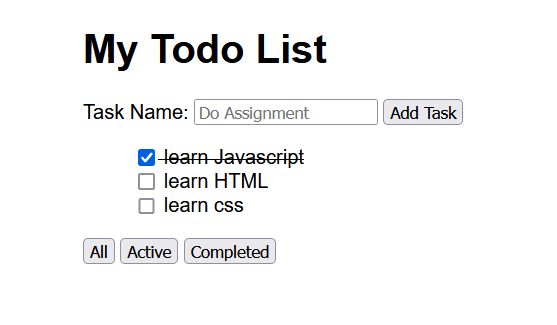 My Todo List
Task Name: Do Assignment Add Task
learn Javascript
learn HTML
learn css
All Active Completed